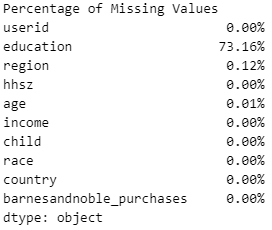 Percentage of Missing Values
userid 0.00%
education 73.16%
region 0.12%
hhsz 0.00%
age 0.01%
income 0.00%
child 0.00%
race 0.00%
country 0.00%
barnesandnoble_purchases 0.00%
dtype: object